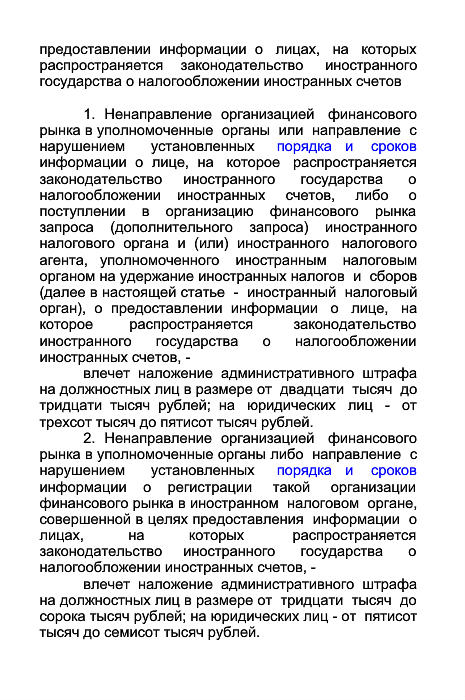 предоставлении информации о лицах, на которых
распространяется законодательство иностранного
государства о налогообложении иностранных счетов
1. Ненаправление организацией финансового
рынка в уполномоченные органы или направление с
нарушением установленных порядка и сроков
информации о лице, на которое распространяется
законодательство иностранного государства о
налогообложении иностранных счетов, либо о
поступлении в организацию финансового рынка
запроса (дополнительного запроса) иностранного
налогового органа и (или) иностранного налогового
агента, уполномоченного иностранным налоговым
органом на удержание иностранных налогов и сборов
(далее в настоящей статье - иностранный налоговый
орган), о предоставлении информации о лице, на
которое распространяется законодательство
иностранного государства о налогообложении
иностранных счетов, -
влечет наложение административного штрафа
на должностных лиц в размере от двадцати тысяч до
тридцати тысяч рублей; на юридических лиц - от
трехсот тысяч до пятисот тысяч рублей.
2. Ненаправление организацией финансового
рынка в уполномоченные органы либо направление с
нарушением установленных порядка и сроков
информации о регистрации такой организации
финансового рынка в иностранном налоговом органе,
совершенной в целях предоставления информации о
лицах, на которых распространяется
законодательство иностранного государства о
налогообложении иностранных счетов, -
влечет наложение административного штрафа
на должностных лиц в размере от тридцати тысяч до
сорока тысяч рублей; на юридических лиц - от пятисот
тысяч до семисот тысяч рублей.